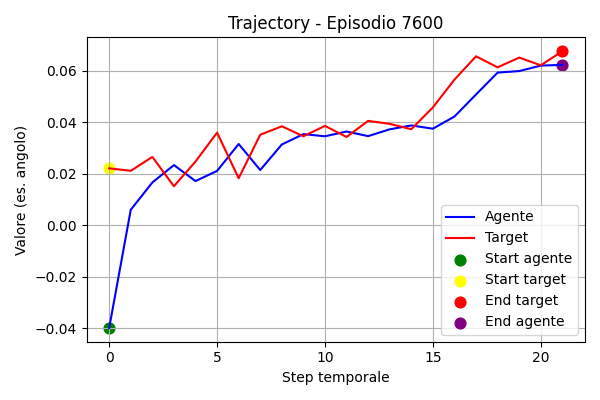 Trajectory - Episodio 7600
Valore (es. angolo)
0.06
0.04
0.02
0.00
−0.02
−0.04
0
5
10
15
20
Step temporale
Agente
Target
Start agente
Start target
End target
End agente